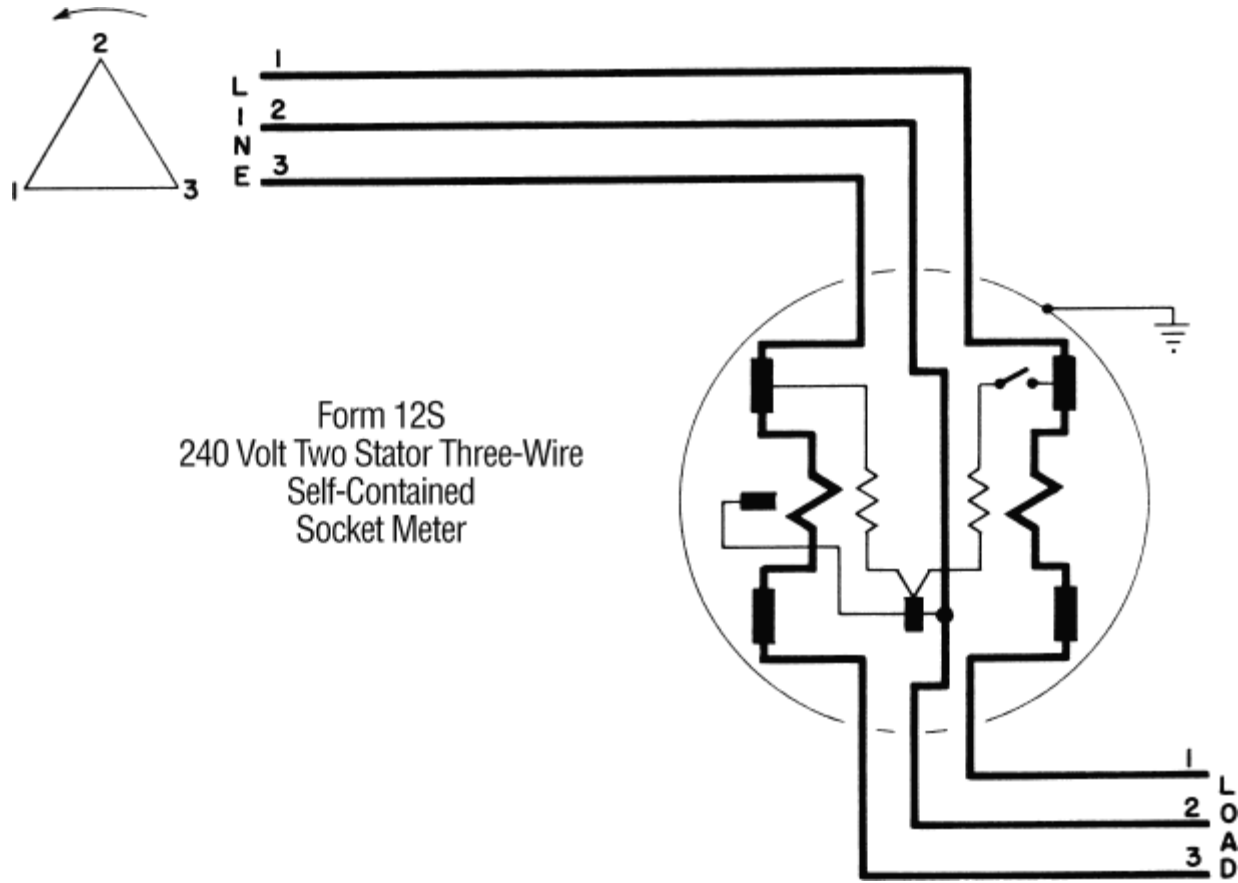 2
1
3
L
I
N
E
1
2
3
Form 12S
240 Volt Two Stator Three-Wire
Self-Contained
Socket Meter
1
2
3
L
O
A
D